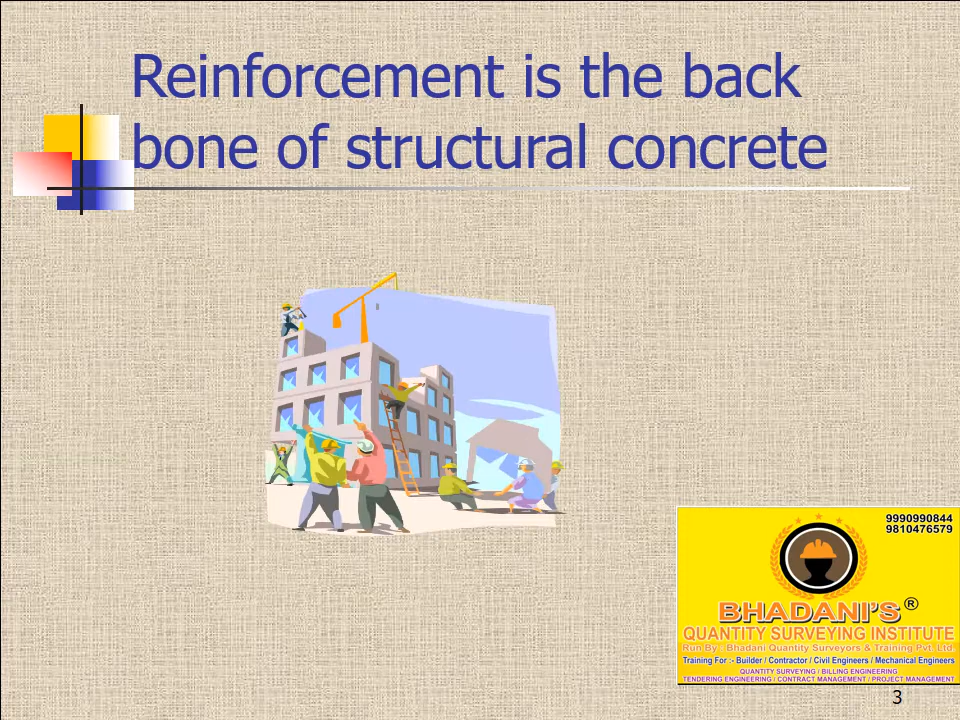 Reinforcement is the back
bone of structural concrete
9990990844
9810476579
BHADANI'S ®
QUANTITY SURVEYING INSTITUTE
Run By : Bhadani Quantity Surveyors & Training Pvt. Ltd.
Training For :- Builder / Contractor / Civil Engineers / Mechanical Engineers
QUANTITY SURVEYING / BILLING ENGINEERING
TENDERING ENGINEERING / CONTRACT MANAGEMENT / PROJECT MANAGEMENT
3